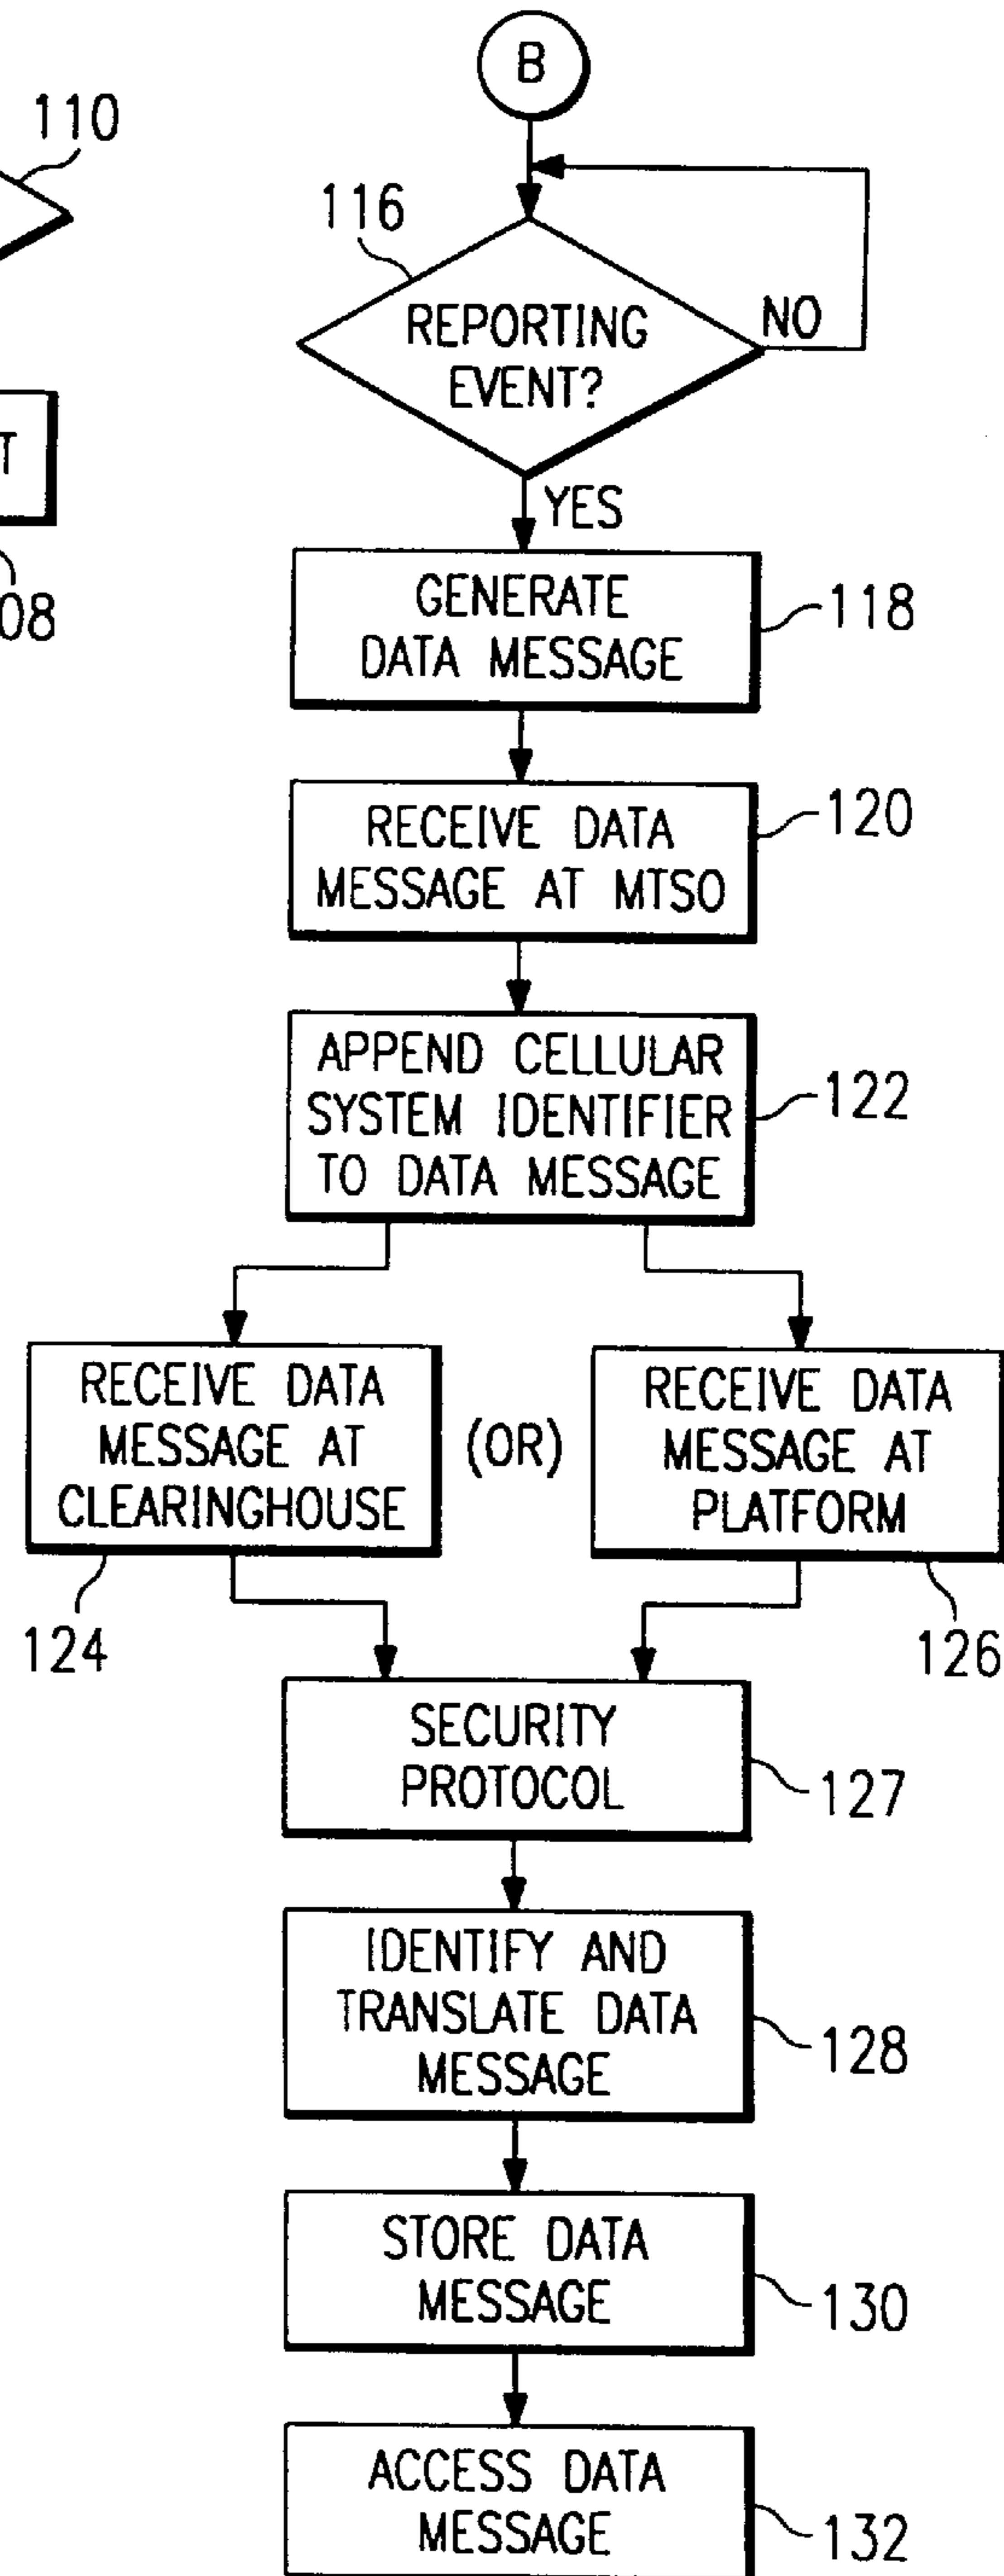 B
110
116
REPORTING
EVENT?
NO
YES
T
08
GENERATE
DATA MESSAGE
118
RECEIVE DATA
MESSAGE AT MTSO
120
APPEND CELLULAR
SYSTEM IDENTIFIER
TO DATA MESSAGE
122
RECEIVE DATA
MESSAGE AT
CLEARINGHOUSE
(OR)
RECEIVE DATA
MESSAGE AT
PLATFORM
124
126
SECURITY
PROTOCOL
127
IDENTIFY AND
TRANSLATE DATA
MESSAGE
128
STORE DATA
MESSAGE
130
ACCESS DATA
MESSAGE
132